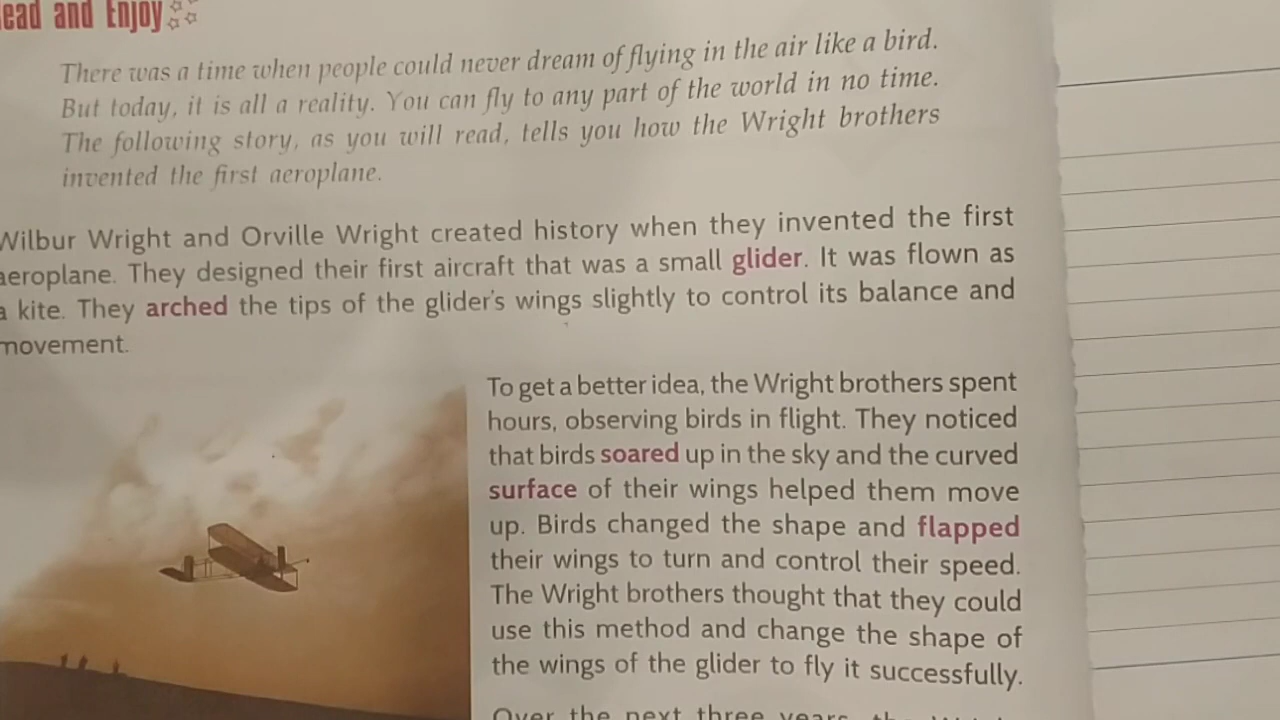 ead and Enjoy
There was a time when people could never dream of flying in the air like a bird.
But today, it is all a reality. You can fly to any part of the world in no time.
The following story, as you will read, tells you how the Wright brothers
invented the first aeroplane.
Wilbur Wright and Orville Wright created history when they invented the first
aeroplane. They designed their first aircraft that was a small glider. It was flown as
a kite. They arched the tips of the glider's wings slightly to control its balance and
movement.
To get a better idea, the Wright brothers spent
hours, observing birds in flight. They noticed
that birds soared up in the sky and the curved
surface of their wings helped them move
up. Birds changed the shape and flapped
their wings to turn and control their speed.
The Wright brothers thought that they could
use this method and change the shape of
the wings of the glider to fly it successfully.
Over the next three years, the